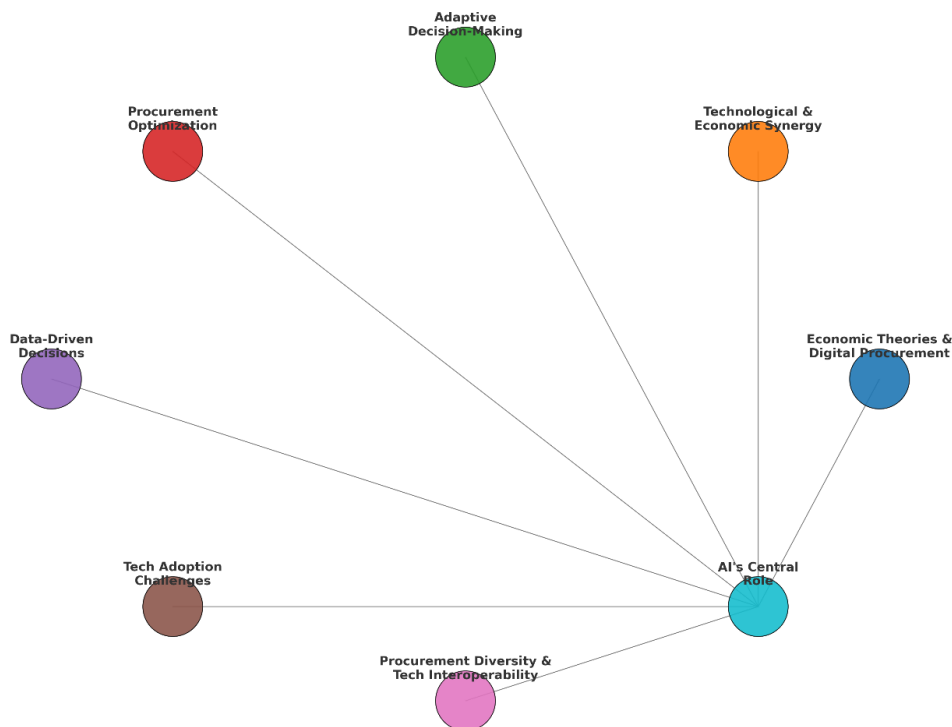 Adaptive
Decision-Making
Procurement
Optimization
Technological &
Economic Synergy
Data-Driven
Decisions
Economic Theories &
Digital Procurement
Tech Adoption
Challenges
AI's Central
Role
Procurement Diversity &
Tech Interoperability